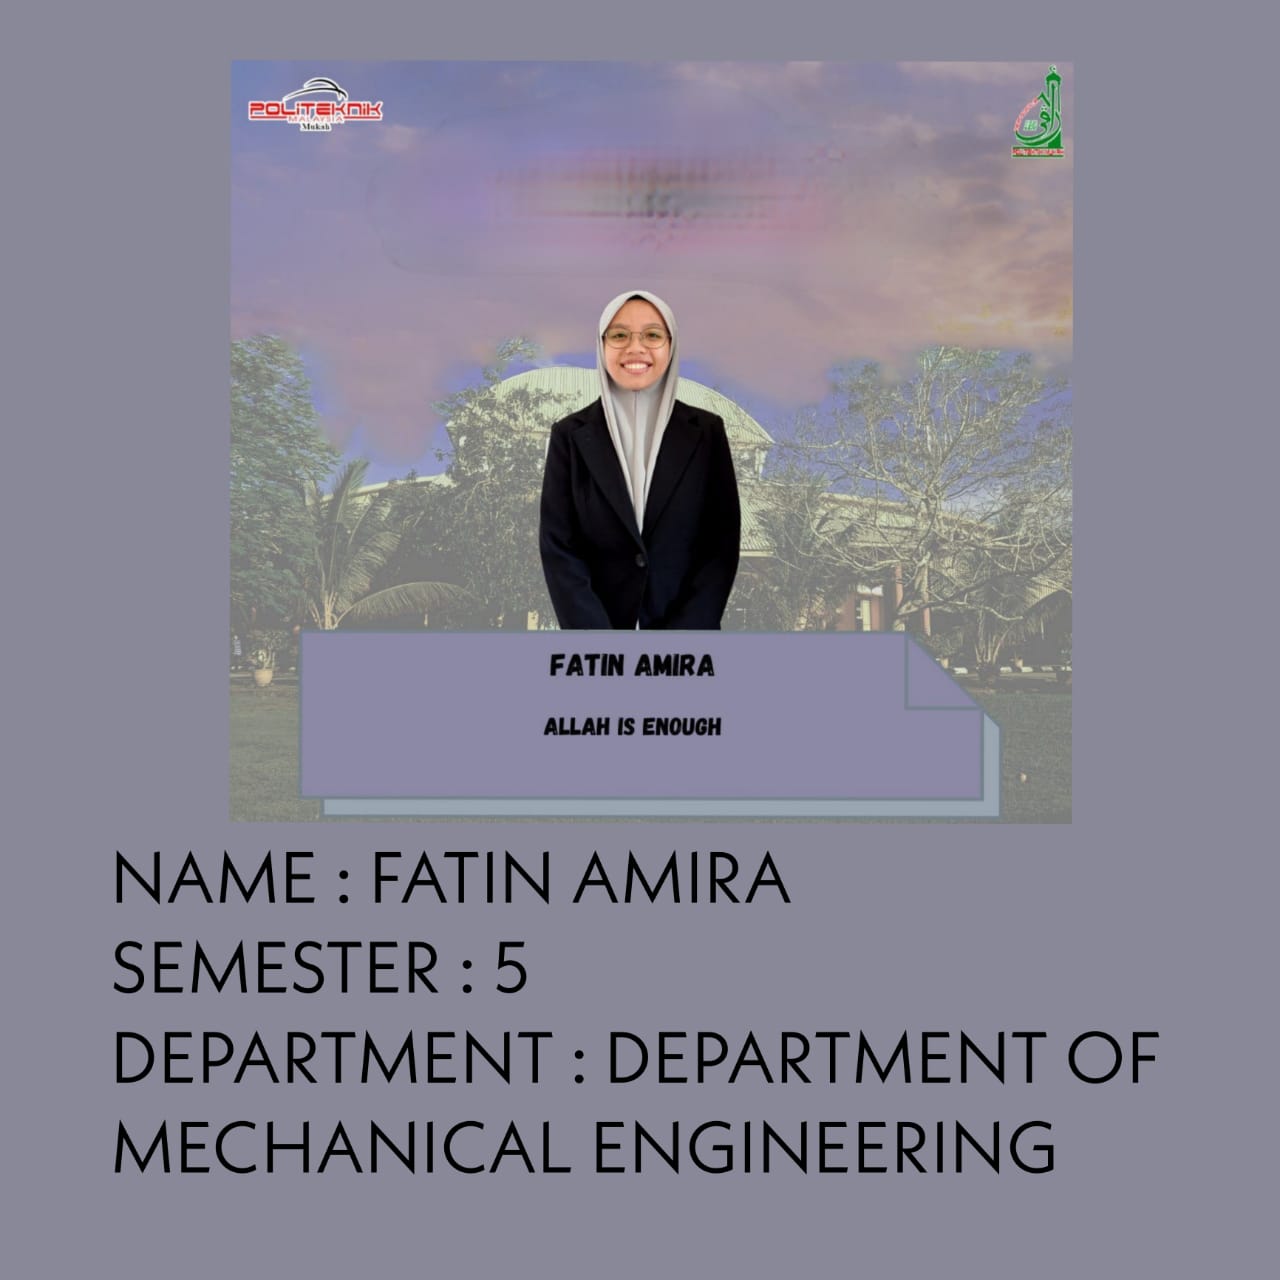 POLITEKNIK
MALAYSIA
Mukah
FATIN AMIRA
ALLAH IS ENOUGH
NAME : FATIN AMIRA
SEMESTER : 5
DEPARTMENT : DEPARTMENT OF
MECHANICAL ENGINEERING